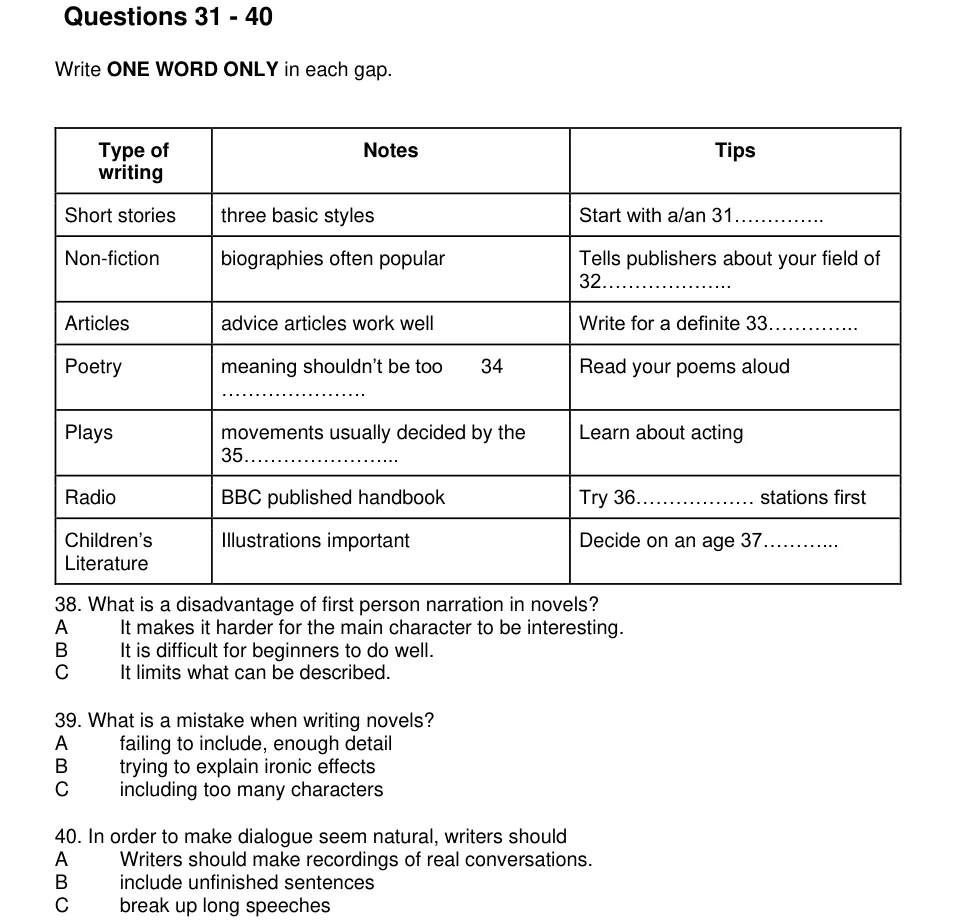 Questions 31 - 40
Write ONE WORD ONLY in each gap.
Type of writing | Notes | Tips
Short stories | three basic styles | Start with a/an 31…………..
Non-fiction | biographies often popular | Tells publishers about your field of 32………………..
Articles | advice articles work well | Write for a definite 33…………..
Poetry | meaning shouldn't be too 34 …………………. | Read your poems aloud
Plays | movements usually decided by the 35…………………... | Learn about acting
Radio | BBC published handbook | Try 36……………… stations first
Children's Literature | Illustrations important | Decide on an age 37………...
38. What is a disadvantage of first person narration in novels?
A It makes it harder for the main character to be interesting.
B It is difficult for beginners to do well.
C It limits what can be described.
39. What is a mistake when writing novels?
A failing to include, enough detail
B trying to explain ironic effects
C including too many characters
40. In order to make dialogue seem natural, writers should
A Writers should make recordings of real conversations.
B include unfinished sentences
C break up long speeches